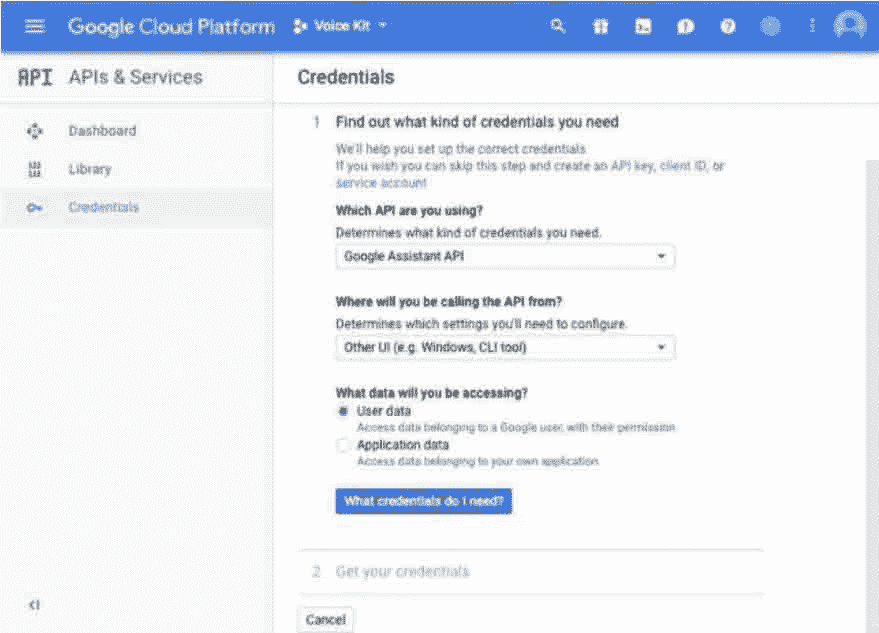 Google Cloud Platform
Voice Kit
API
APIs & Services
Dashboard
Library
Credentials
Credentials
1 Find out what kind of credentials you need
We'll help you set up the correct credentials
If you wish you can skip this step and create an API key, client ID, or
service account
Which API are you using?
Determines what kind of credentials you need.
Google Assistant API
Where will you be calling the API from?
Determines which settings you'll need to configure.
Other UI (e.g. Windows, CLI tool)
What data will you be accessing?
User data
Access data belonging to a Google user, with their permission
Application data
Access data belonging to your own application
What credentials do I need?
2 Get your credentials
Cancel